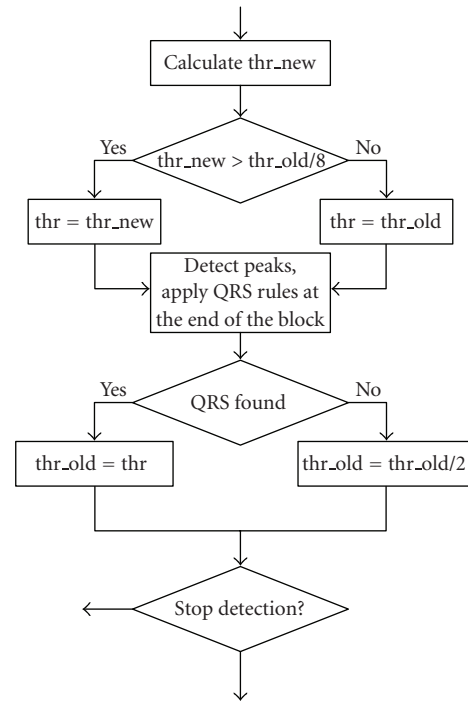 Calculate thr_new
thr_new > thr_old/8
Yes
No
thr = thr_new
thr = thr_old
Detect peaks,
apply QRS rules at
the end of the block
Yes
No
QRS found
thr_old = thr
thr_old = thr_old/2
Stop detection?